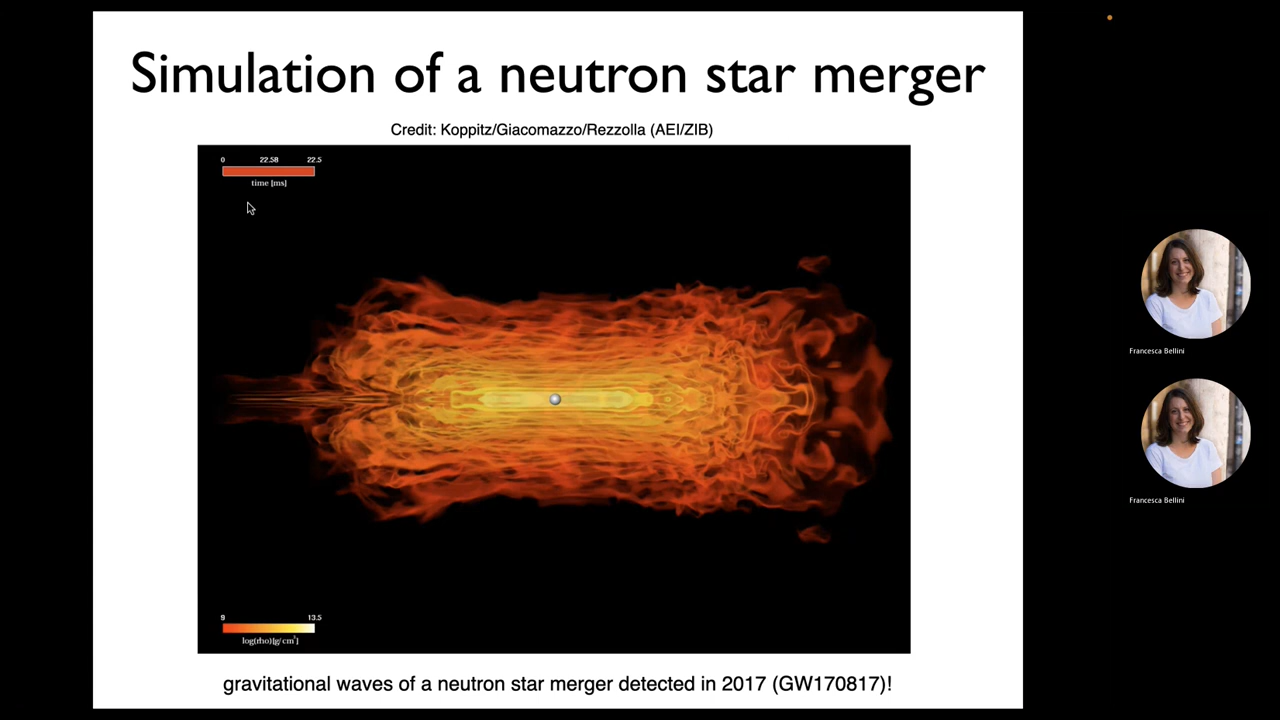 Simulation of a neutron star merger
Credit: Koppitz/Giacomazzo/Rezzolla (AEI/ZIB)
0 22.58 22.5
time [ms]
9 13.5
log(rho)[g/cm³]
gravitational waves of a neutron star merger detected in 2017 (GW170817)!
Francesca Bellini
Francesca Bellini